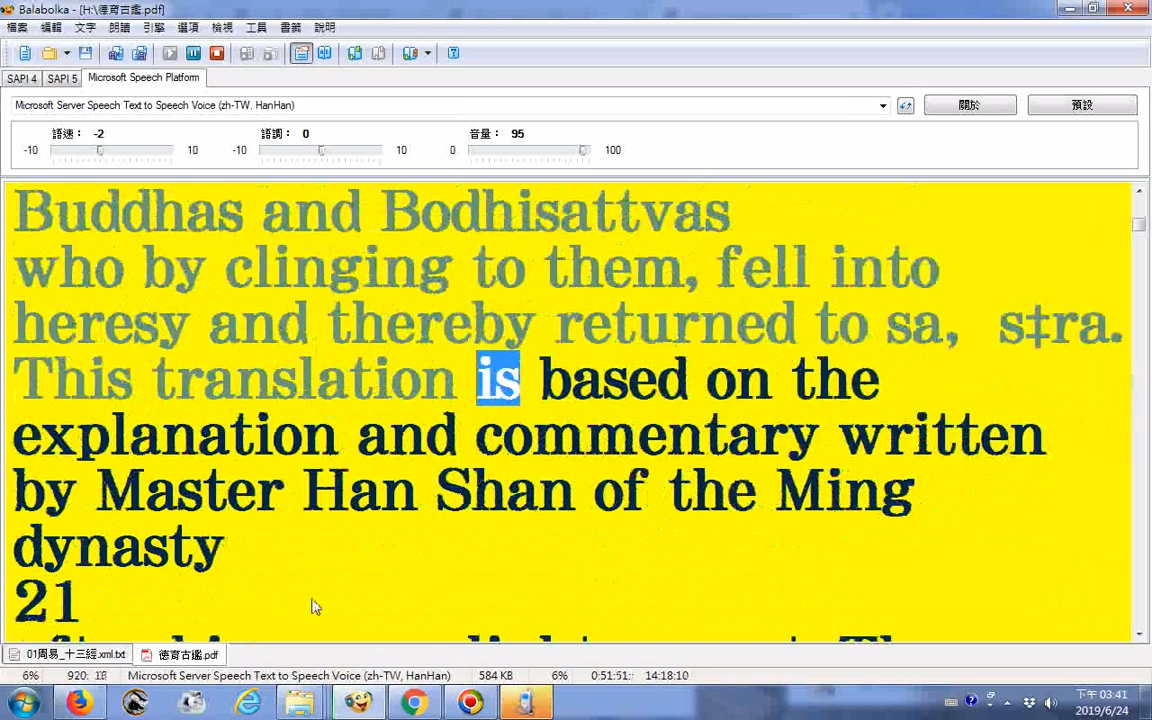 Balabolka - [H:\德育古鑑.pdf]
檔案 編輯 文字 朗讀 引擎 選項 檢視 工具 書籤 說明
SAPI 4 SAPI 5 Microsoft Speech Platform
Microsoft Server Speech Text to Speech Voice (zh-TW, HanHan) 關於 預設
語速： -2 語調： 0 音量： 95
-10 10 -10 10 0 100
Buddhas and Bodhisattvas
who by clinging to them, fell into
heresy and thereby returned to sa, s‡ra.
This translation is based on the
explanation and commentary written
by Master Han Shan of the Ming
dynasty
21
01周易_十三經.xml.txt 德育古鑑.pdf
6% 920: 18 Microsoft Server Speech Text to Speech Voice (zh-TW, HanHan) 584 KB 6% 0:51:51: 14:18:10
下午 03:41
2019/6/24